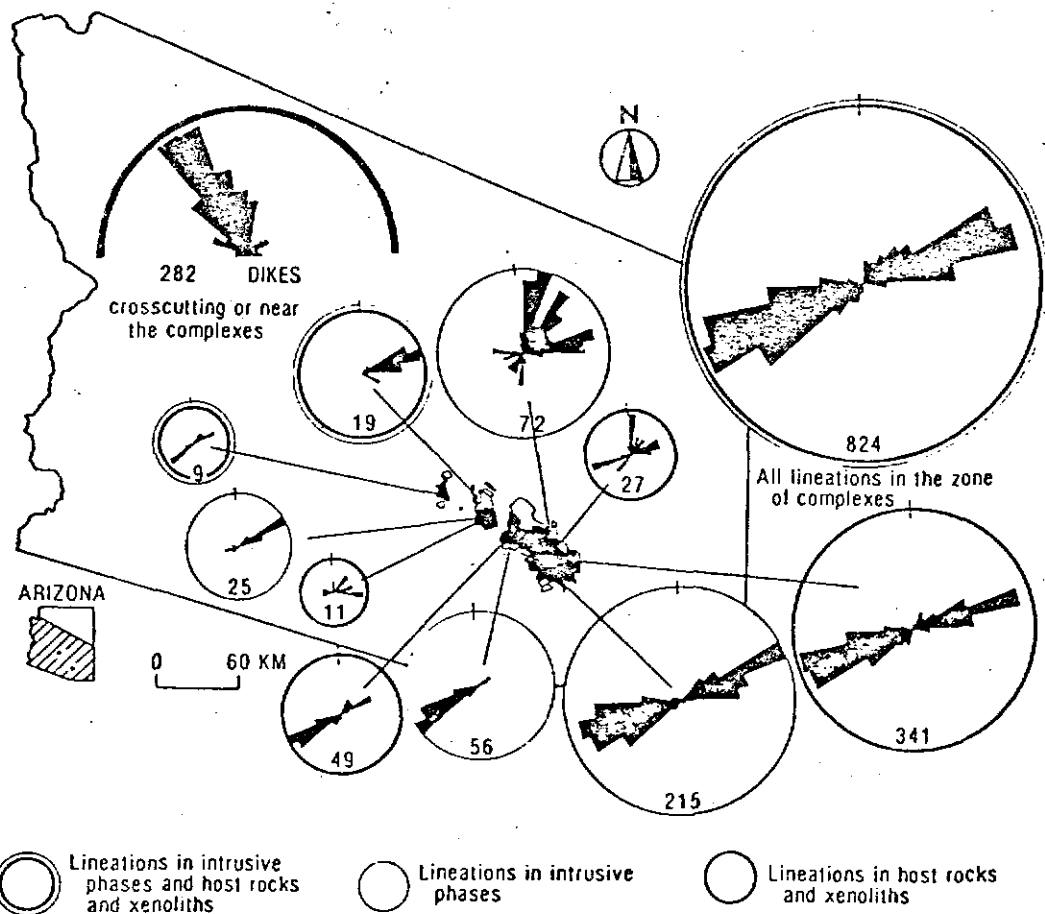 N
282 DIKES
crosscutting or near
the complexes
19
72
824
All lineations in the zone
of complexes
9
27
25
11
ARIZONA
0 60 KM
49
56
215
341
Lineations in intrusive
phases and host rocks
and xenoliths
Lineations in intrusive
phases
Lineations in host rocks
and xenoliths